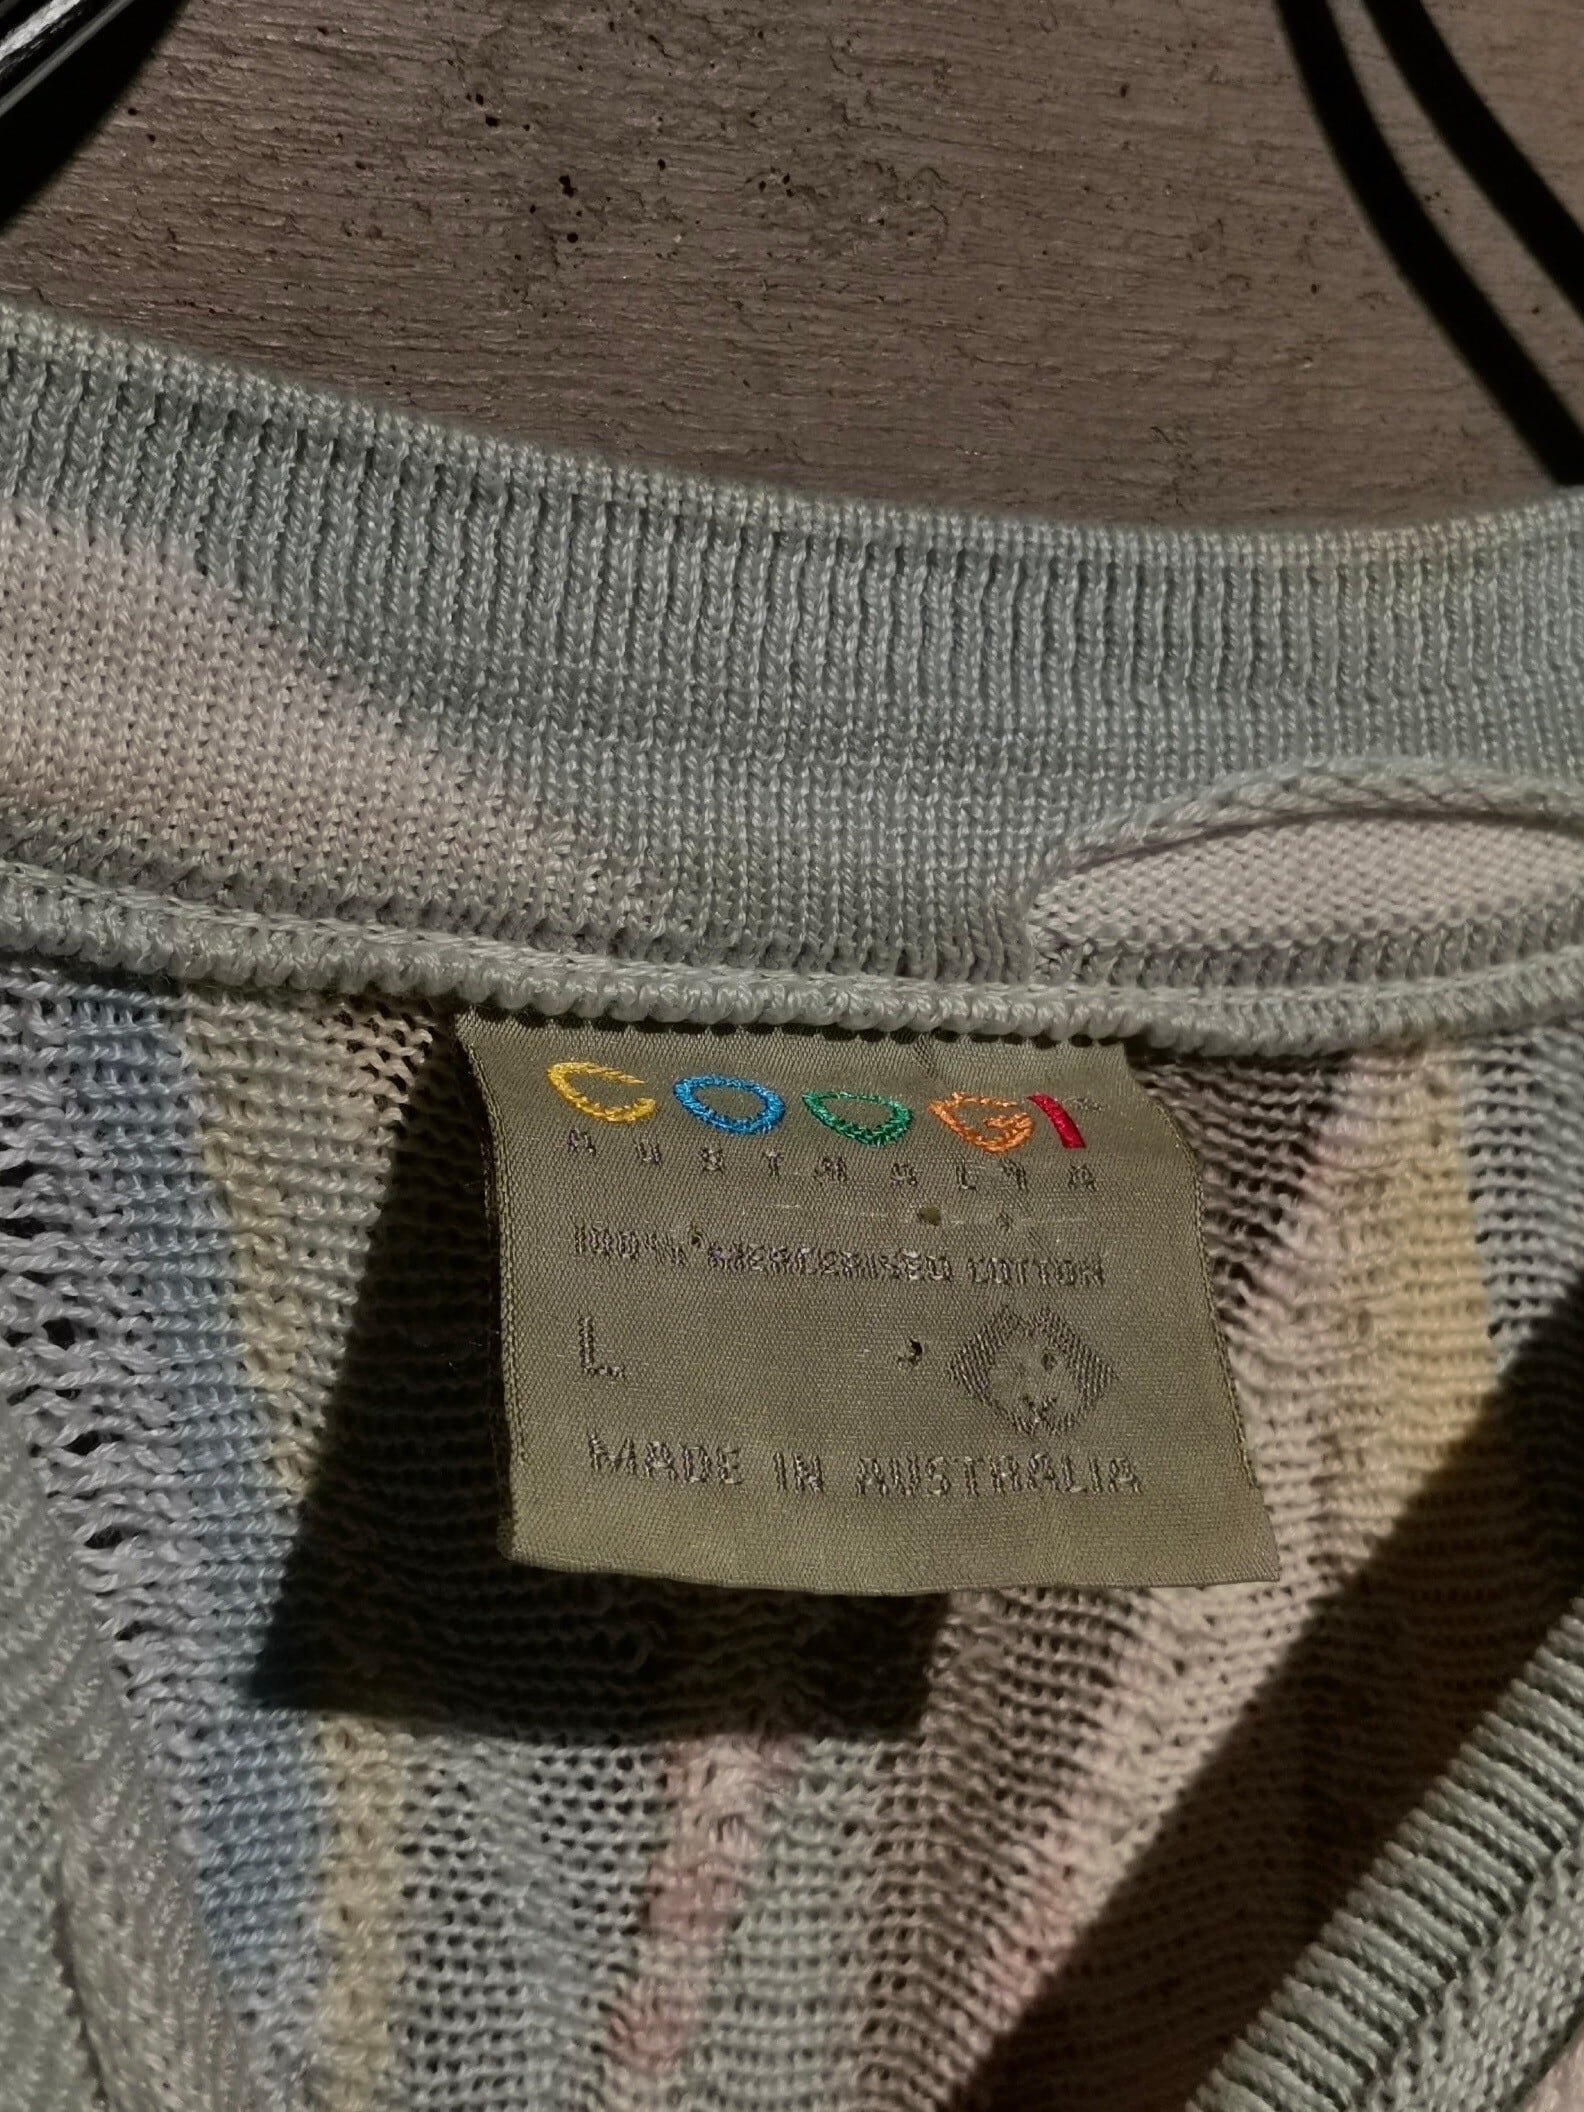 COOGI
AUSTRALIA
100% MERCERISED COTTON
L
MADE IN AUSTRALIA